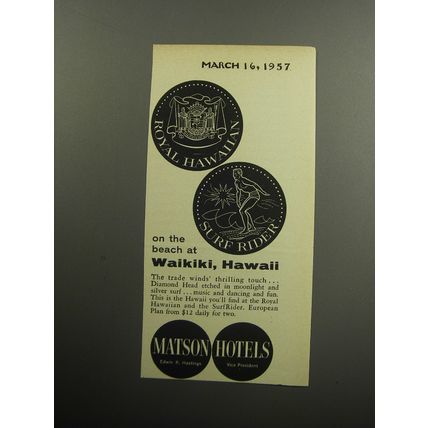 MARCH 16, 1957
ROYAL HAWAIIAN
SURF RIDER
on the
beach at
Waikiki, Hawaii
The trade winds' thrilling touch...
Diamond Head etched in moonlight and
silver surf...music and dancing and fun.
This is the Hawaii you'll find at the Royal
Hawaiian and the SurfRider. European
Plan from $12 daily for two.
MATSON HOTELS
Edwin K. Hastings Vice President